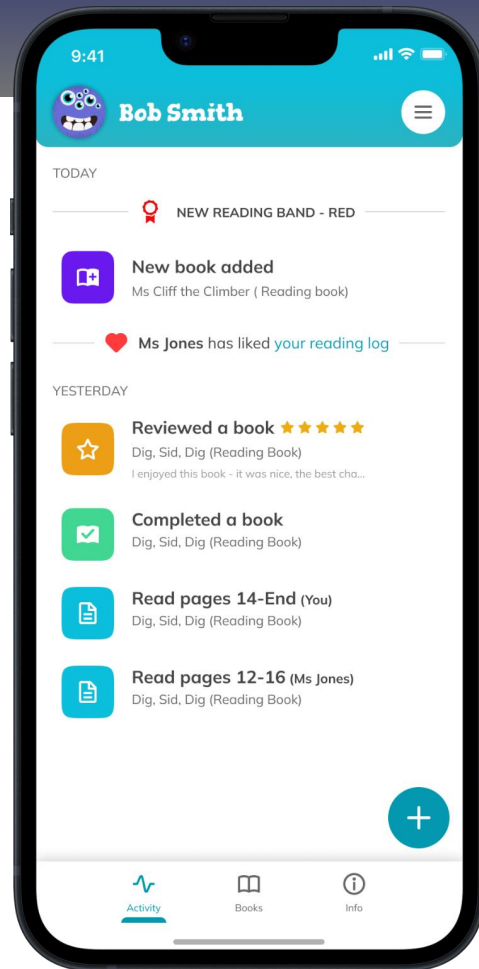 9:41
Bob Smith
TODAY
NEW READING BAND - RED
New book added
Ms Cliff the Climber ( Reading book)
Ms Jones has liked your reading log
YESTERDAY
Reviewed a book
Dig, Sid, Dig (Reading Book)
I enjoyed this book - it was nice, the best cha...
Completed a book
Dig, Sid, Dig (Reading Book)
Read pages 14-End (You)
Dig, Sid, Dig (Reading Book)
Read pages 12-16 (Ms Jones)
Dig, Sid, Dig (Reading Book)
Activity Books Info